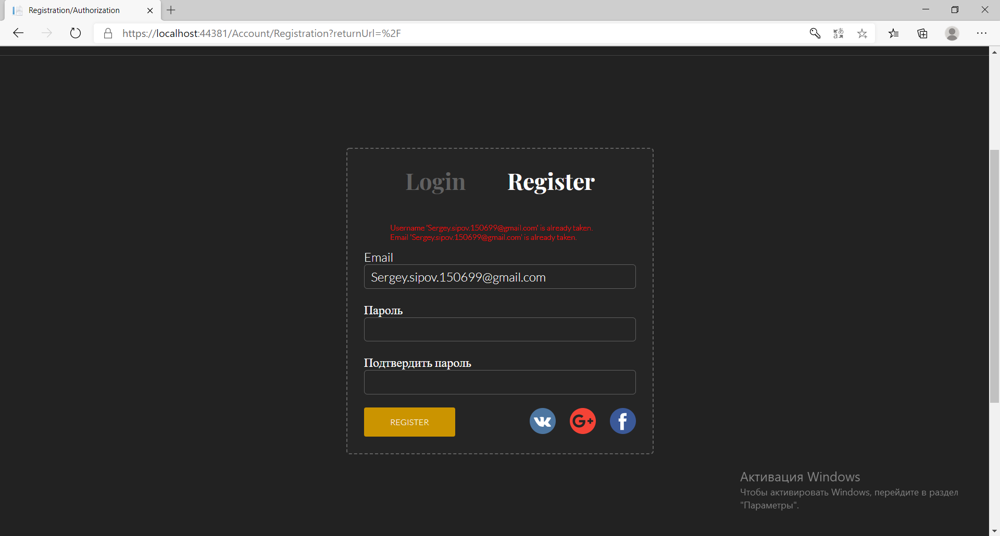 Registration/Authorization
https://localhost:44381/Account/Registration?returnUrl=%2F
Login Register
Username 'Sergey.sipov.150699@gmail.com' is already taken.
Email 'Sergey.sipov.150699@gmail.com' is already taken.
Email
Sergey.sipov.150699@gmail.com
Пароль
Подтвердить пароль
REGISTER
Активация Windows
Чтобы активировать Windows, перейдите в раздел
"Параметры".